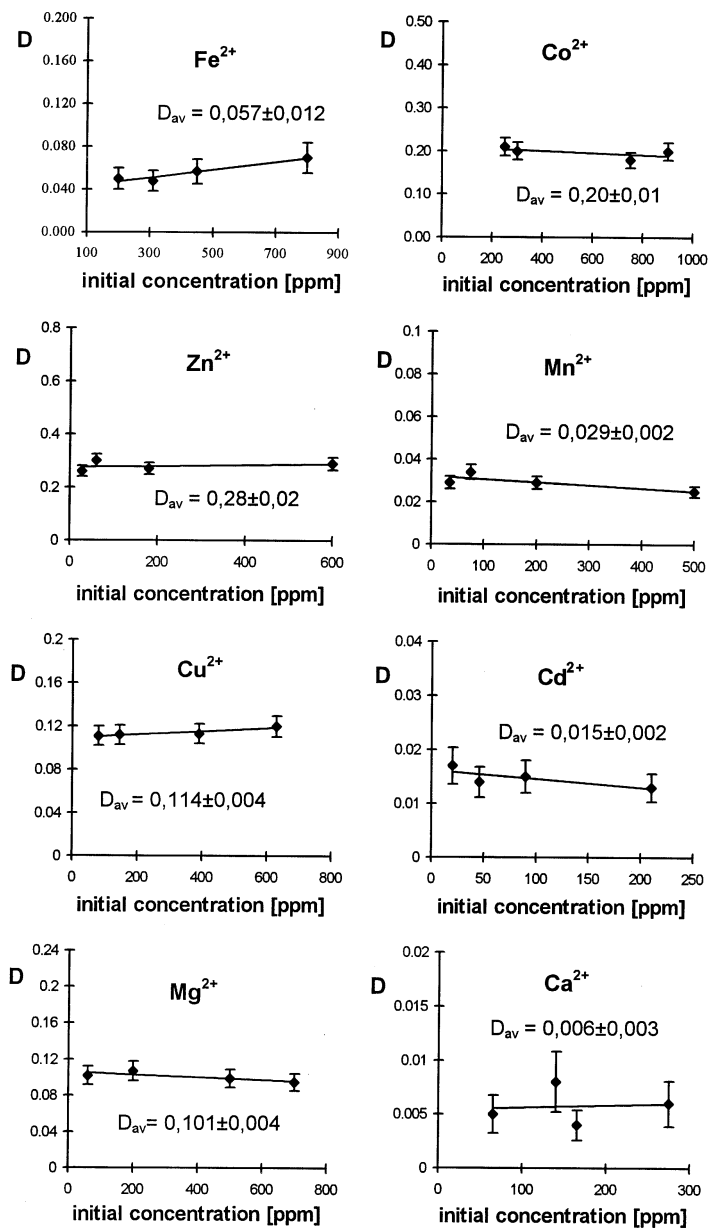 0.200
D
Fe2+
0.160
0.120
Dav = 0,057±0,012
0.080
0.040
0.000
100 300 500 700 900
initial concentration [ppm]
0.50
D
Co2+
0.40
0.30
0.20
Dav = 0,20±0,01
0.10
0.00
0 200 400 600 800 1000
initial concentration [ppm]
0.8
D
Zn2+
0.6
0.4
0.2
Dav = 0,28±0,02
0
0 200 400 600
initial concentration [ppm]
0.1
D
Mn2+
0.08
0.06
Dav = 0,029±0,002
0.04
0.02
0
0 100 200 300 400 500
initial concentration [ppm]
0.2
D
Cu2+
0.16
0.12
0.08
Dav = 0,114±0,004
0.04
0
0 200 400 600 800
initial concentration [ppm]
0.04
D
Cd2+
0.03
Dav = 0,015±0,002
0.02
0.01
0
0 50 100 150 200 250
initial concentration [ppm]
0.24
D
0.2
Mg2+
0.16
0.12
0.08
Dav= 0,101±0,004
0.04
0
0 200 400 600 800
initial concentration [ppm]
0.02
D
Ca2+
0.015
Dav = 0,006±0,003
0.01
0.005
0
0 100 200 300
initial concentration [ppm]